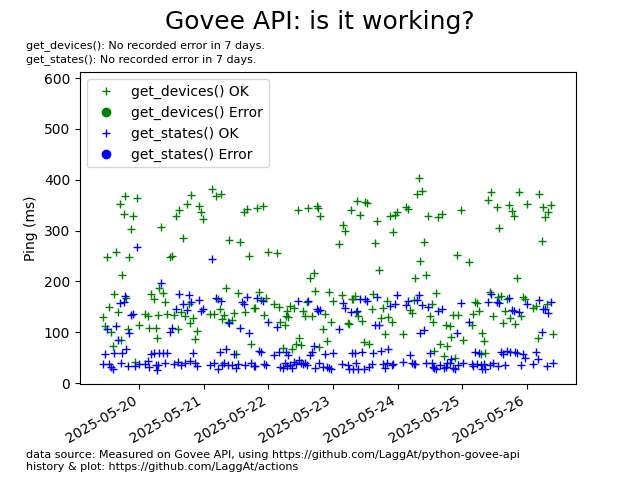 Govee API: is it working?
get_devices(): No recorded error in 7 days.
get_states(): No recorded error in 7 days.
600
500
400
300
200
100
0
Ping (ms)
get_devices() OK
get_devices() Error
get_states() OK
get_states() Error
2025-05-20
2025-05-21
2025-05-22
2025-05-23
2025-05-24
2025-05-25
2025-05-26
data source: Measured on Govee API, using https://github.com/LaggAt/python-govee-api
history & plot: https://github.com/LaggAt/actions